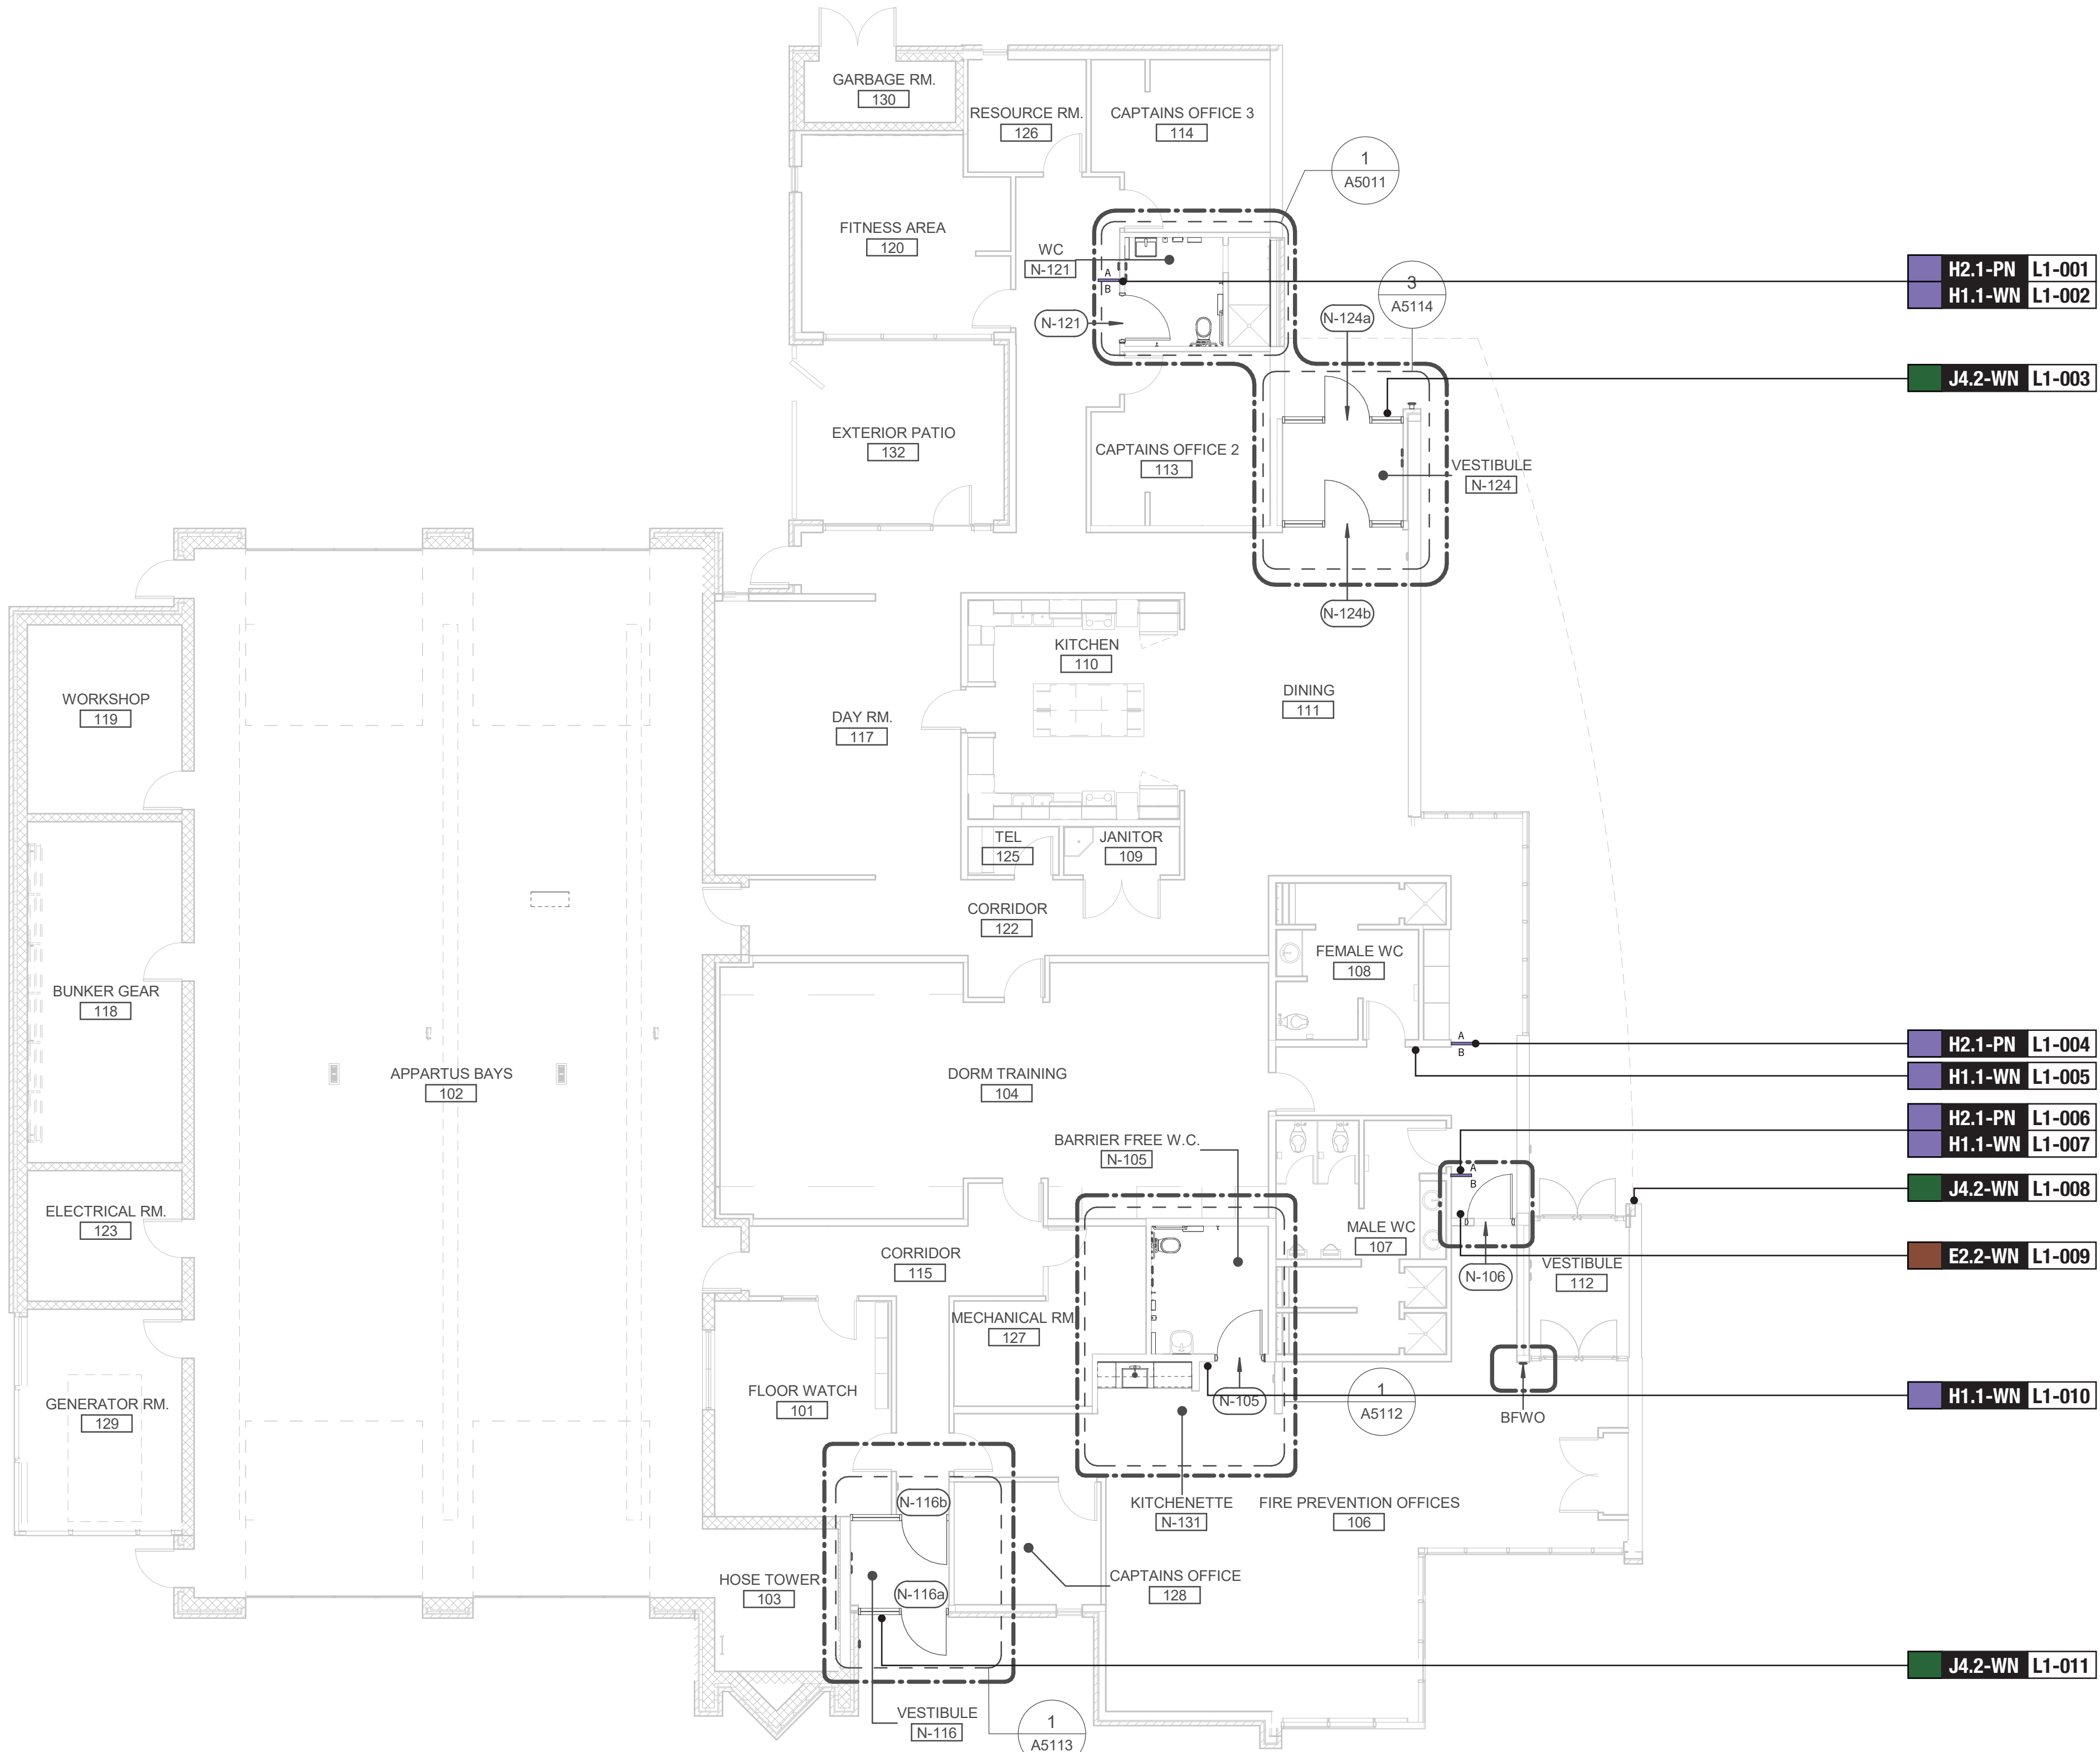 GARBAGE RM.
130
RESOURCE RM.
126
CAPTAINS OFFICE 3
114
1
A5011
FITNESS AREA
120
WC
N-121
A
B
N-121
3
A5114
N-124a
H2.1-PN L1-001
H1.1-WN L1-002
J4.2-WN L1-003
EXTERIOR PATIO
132
CAPTAINS OFFICE 2
113
VESTIBULE
N-124
N-124b
KITCHEN
110
WORKSHOP
119
DAY RM.
117
DINING
111
TEL
125
JANITOR
109
CORRIDOR
122
FEMALE WC
108
BUNKER GEAR
118
APPARTUS BAYS
102
DORM TRAINING
104
A
B
H2.1-PN L1-004
H1.1-WN L1-005
H2.1-PN L1-006
H1.1-WN L1-007
BARRIER FREE W.C.
N-105
A
B
J4.2-WN L1-008
ELECTRICAL RM.
123
MALE WC
107
CORRIDOR
115
N-106
VESTIBULE
112
E2.2-WN L1-009
MECHANICAL RM
127
GENERATOR RM.
129
FLOOR WATCH
101
N-105
1
A5112
BFWO
H1.1-WN L1-010
N-116b
KITCHENETTE
N-131
FIRE PREVENTION OFFICES
106
HOSE TOWER
103
N-116a
CAPTAINS OFFICE
128
J4.2-WN L1-011
VESTIBULE
N-116
1
A5113